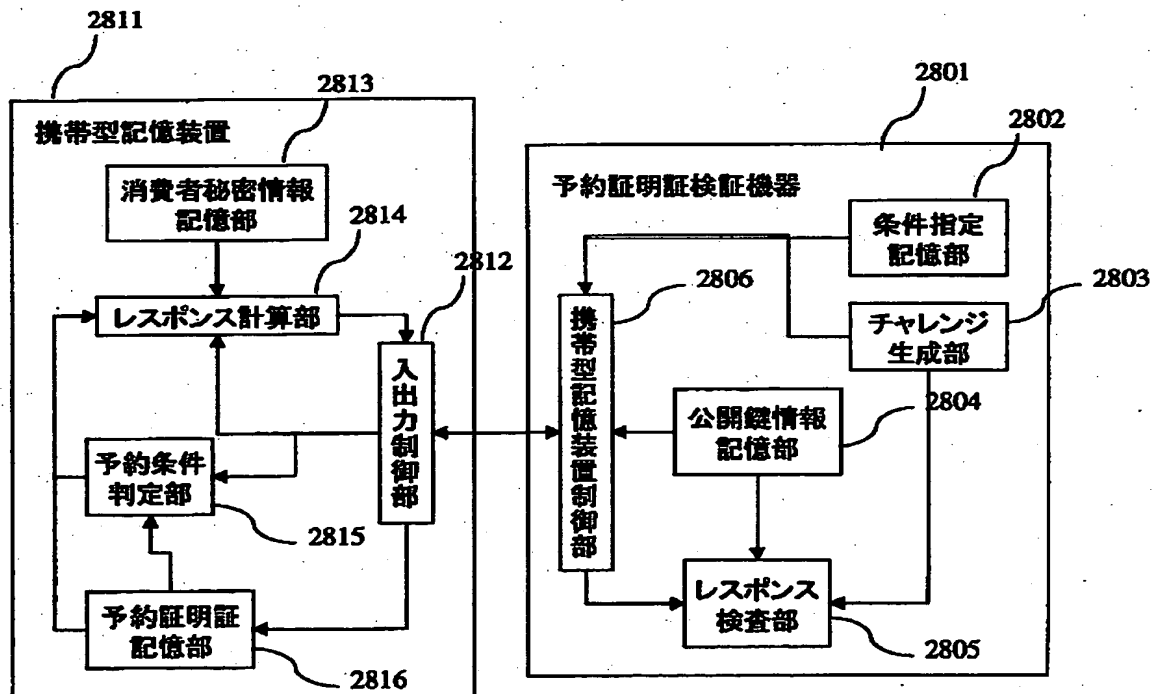 2811
2813
携帯型記憶装置
消費者秘密情報
記憶部
2814
レスポンス計算部
2812
入出力制御部
予約条件
判定部
2815
予約証明証
記憶部
2816
2801
2802
予約証明証検証機器
条件指定
記憶部
2806
2803
携帯型記憶装置制御部
チャレンジ
生成部
公開鍵情報
記憶部
2804
レスポンス
検査部
2805